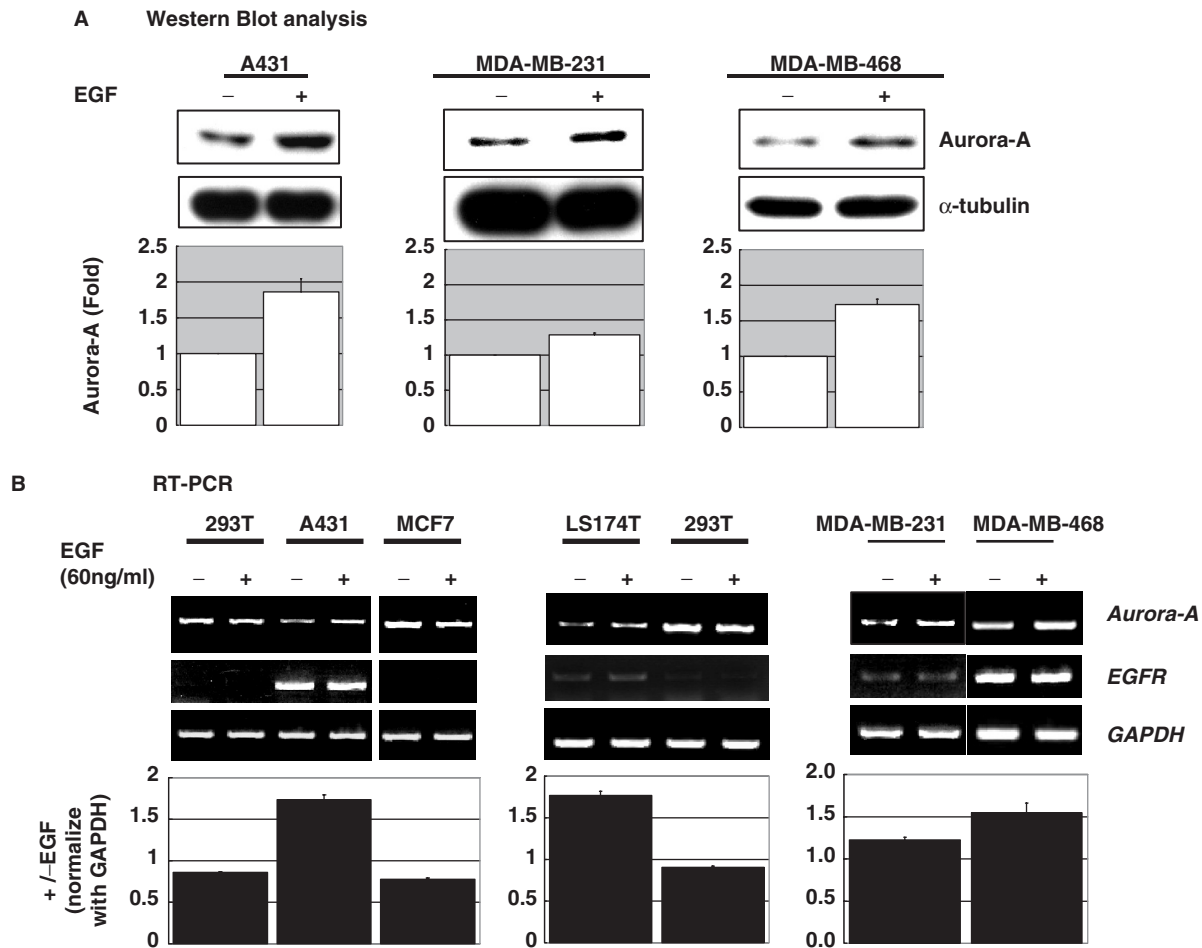 A Western Blot analysis
A431 MDA-MB-231 MDA-MB-468
EGF − + − + − +
Aurora-A
α-tubulin
Aurora-A (Fold)
2.5 2.5 2.5
2 2 2
1.5 1.5 1.5
1 1 1
0.5 0.5 0.5
0 0 0
B RT-PCR
293T A431 MCF7 LS174T 293T MDA-MB-231 MDA-MB-468
EGF
(60ng/ml) − + − + − + − + − + − + − +
Aurora-A
EGFR
GAPDH
+ /−EGF
(normalize
with GAPDH)
2 2 2.0
1.5 1.5 1.5
1 1 1.0
0.5 0.5 0.5
0 0 0.0